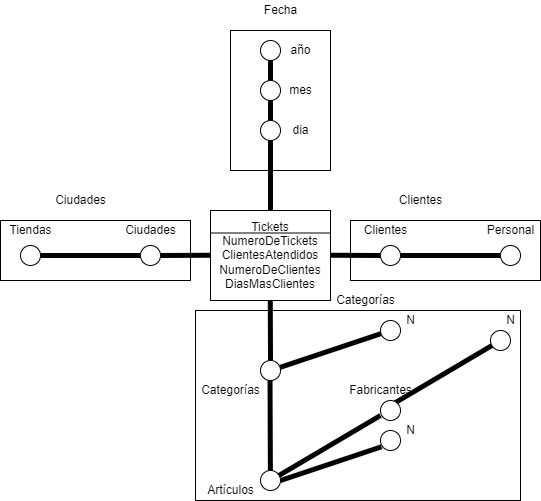 Fecha
año
mes
dia
Ciudades
Clientes
Tiendas
Ciudades
Tickets
NumeroDeTickets
ClientesAtendidos
NumeroDeClientes
DiasMasClientes
Clientes
Personal
Categorías
N
N
Categorías
Fabricantes
N
Artículos